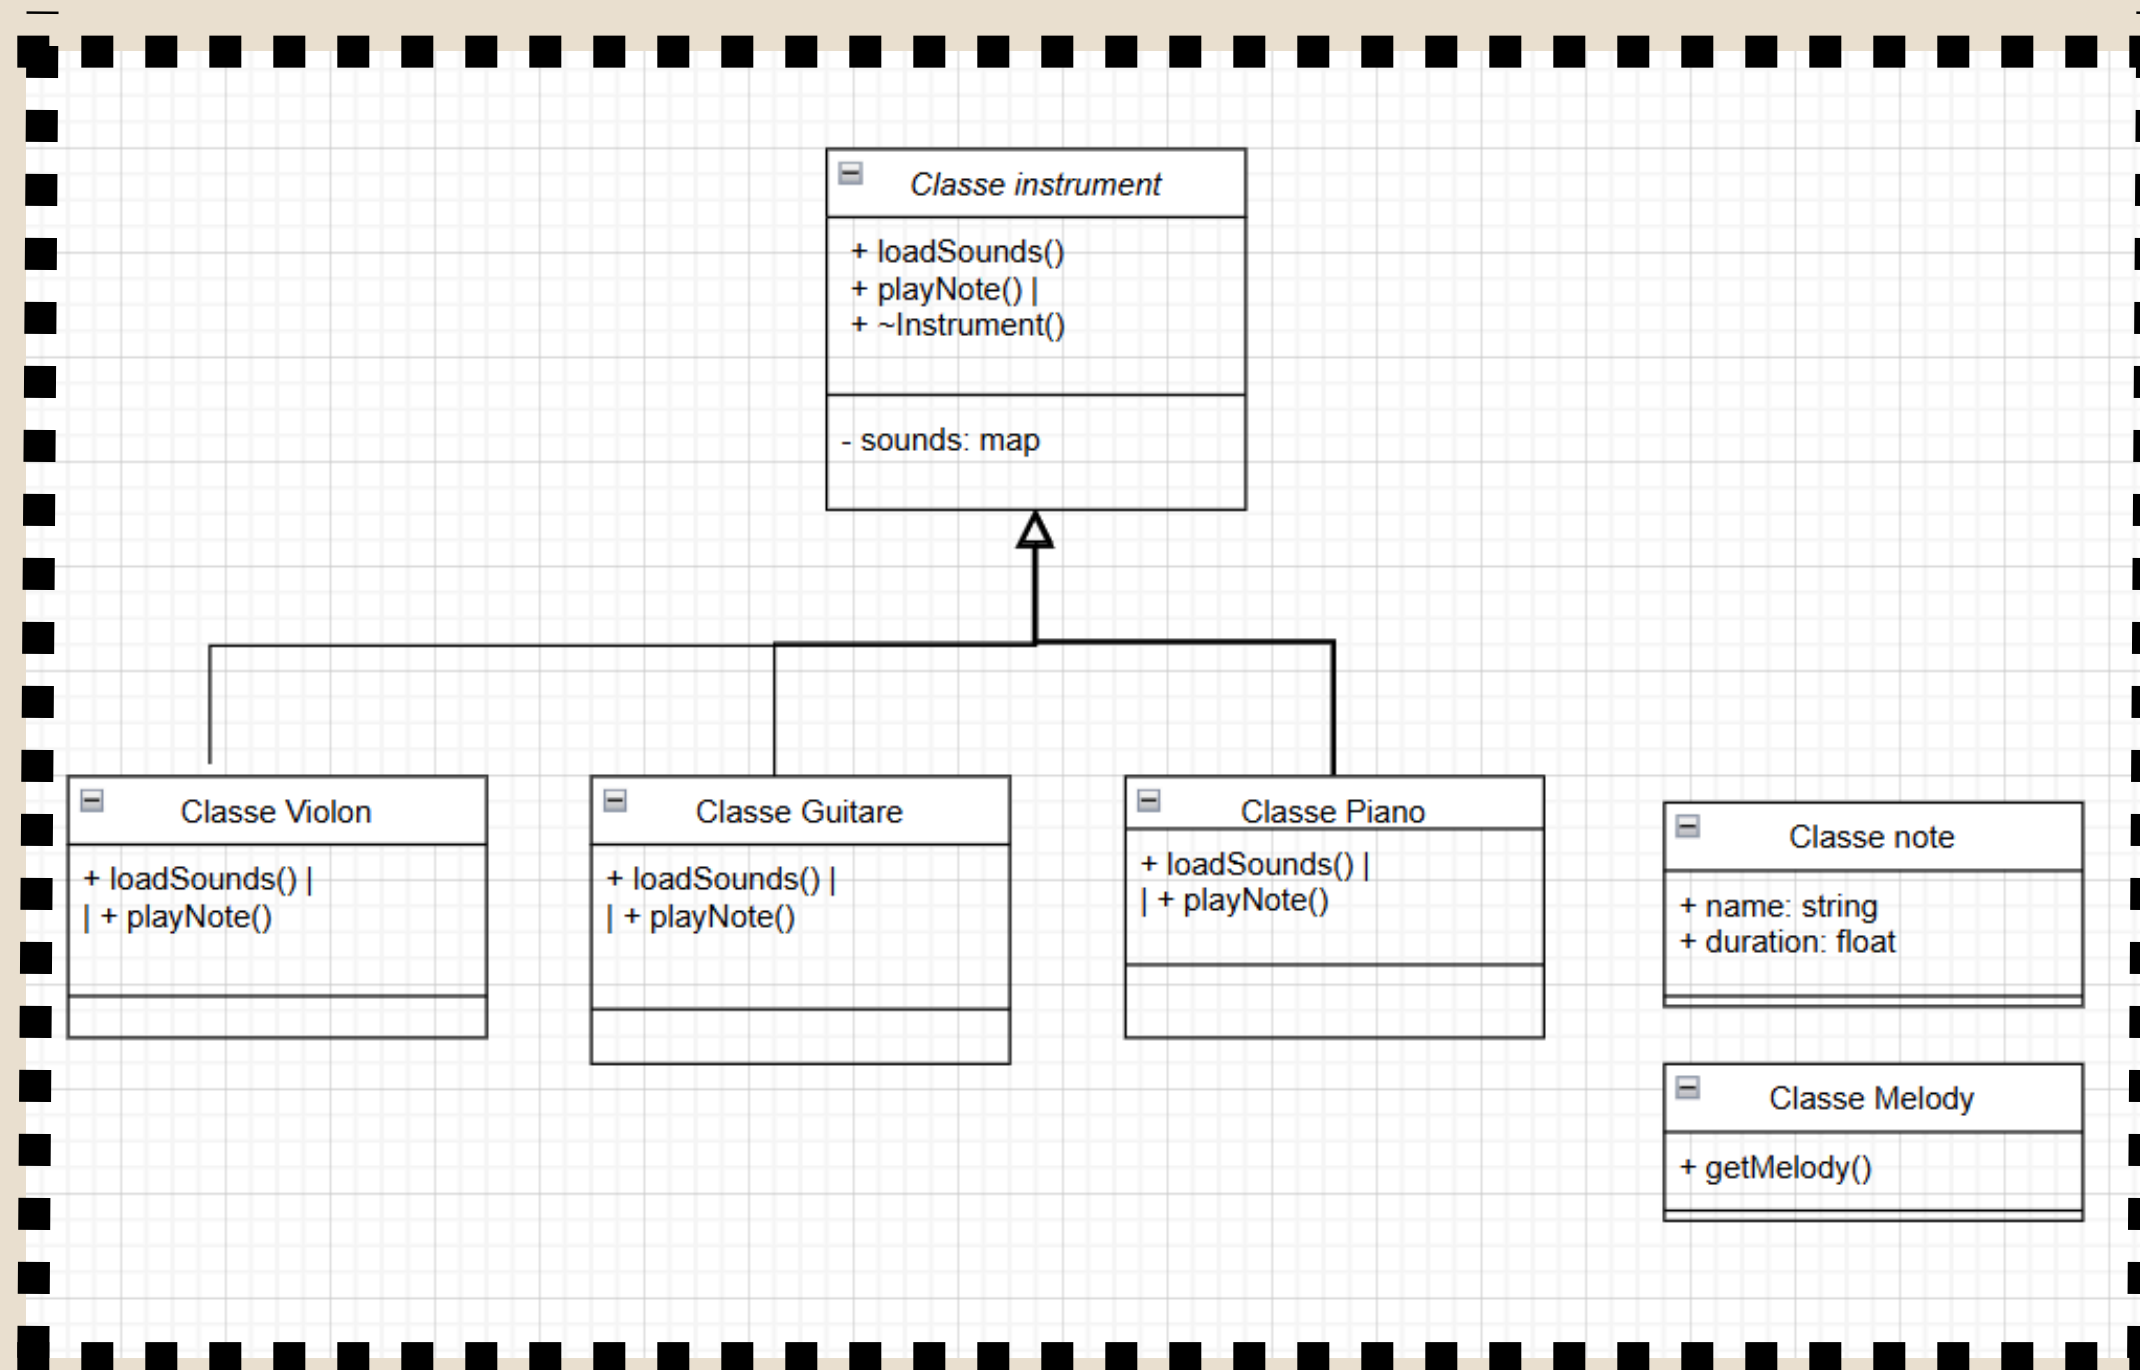 Classe instrument
+ loadSounds()
+ playNote() |
+ ~Instrument()
- sounds: map
Classe Violon
+ loadSounds() |
| + playNote()
Classe Guitare
+ loadSounds() |
| + playNote()
Classe Piano
+ loadSounds() |
| + playNote()
Classe note
+ name: string
+ duration: float
Classe Melody
+ getMelody()